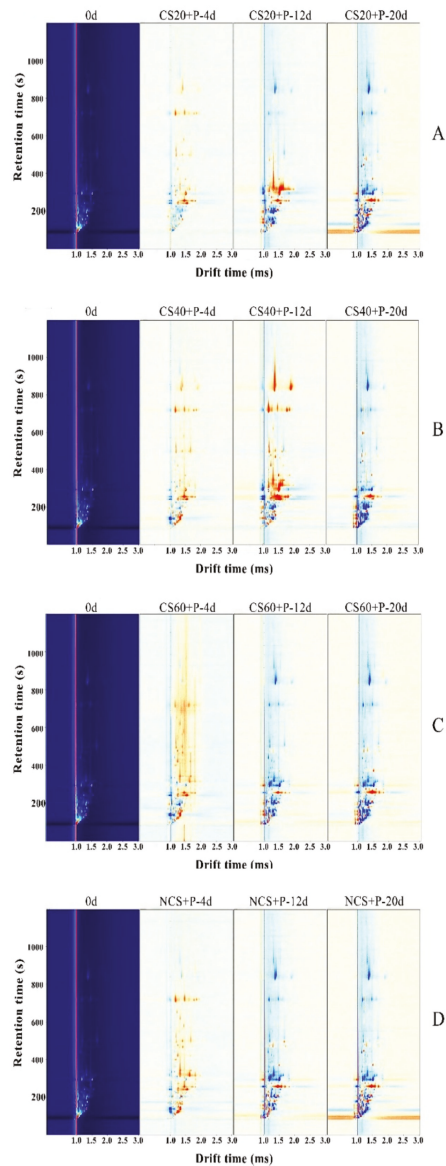 0d CS20+P-4d CS20+P-12d CS20+P-20d
Retention time (s)
1000
800
600
400
200
A
1.0 1.5 2.0 2.5 3.0 1.0 1.5 2.0 2.5 3.0 1.0 1.5 2.0 2.5 3.0 1.0 1.5 2.0 2.5 3.0
Drift time (ms)
0d CS40+P-4d CS40+P-12d CS40+P-20d
Retention time (s)
1000
800
600
400
200
B
1.0 1.5 2.0 2.5 3.0 1.0 1.5 2.0 2.5 3.0 1.0 1.5 2.0 2.5 3.0 1.0 1.5 2.0 2.5 3.0
Drift time (ms)
0d CS60+P-4d CS60+P-12d CS60+P-20d
Retention time (s)
1000
800
600
400
200
C
1.0 1.5 2.0 2.5 3.0 1.0 1.5 2.0 2.5 3.0 1.0 1.5 2.0 2.5 3.0 1.0 1.5 2.0 2.5 3.0
Drift time (ms)
0d NCS+P-4d NCS+P-12d NCS+P-20d
Retention time (s)
1000
800
600
400
200
D
1.0 1.5 2.0 2.5 3.0 1.0 1.5 2.0 2.5 3.0 1.0 1.5 2.0 2.5 3.0 1.0 1.5 2.0 2.5 3.0
Drift time (ms)